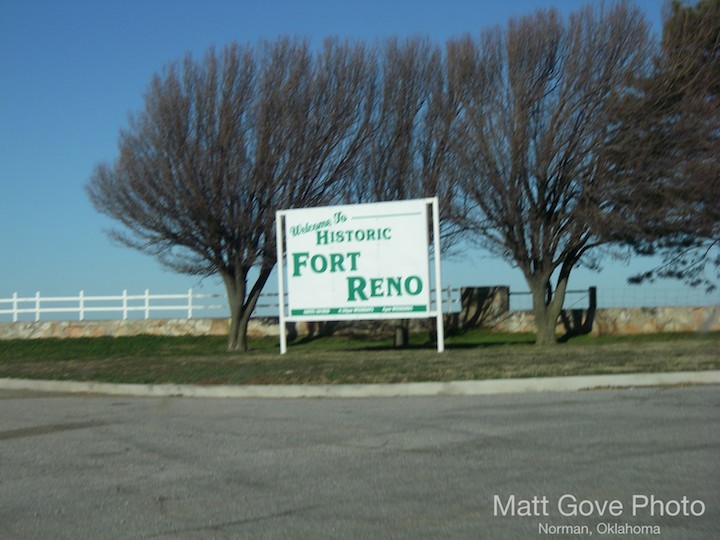 Welcome To
HISTORIC
FORT
RENO
Matt Gove Photo
Norman, Oklahoma